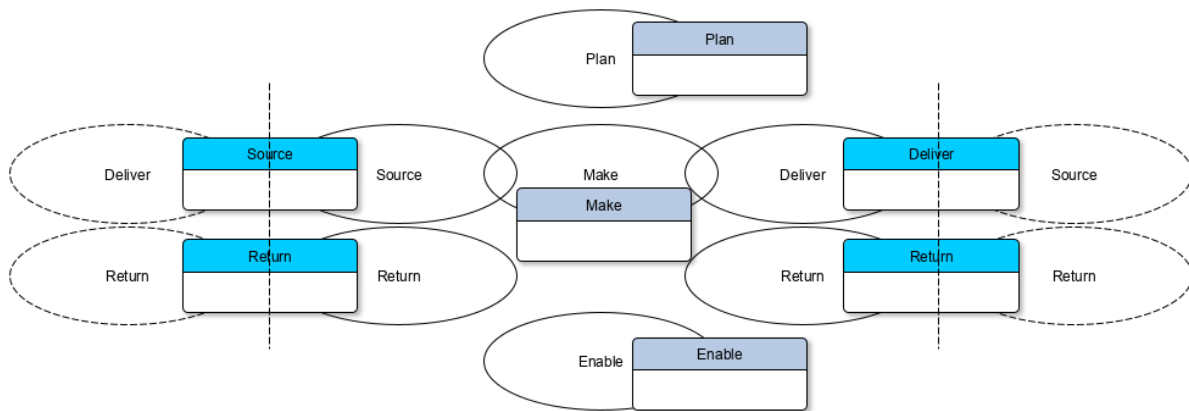 Plan
Plan
Source
Deliver
Deliver
Source
Make
Deliver
Source
Make
Return
Return
Return
Return
Return
Return
Enable
Enable